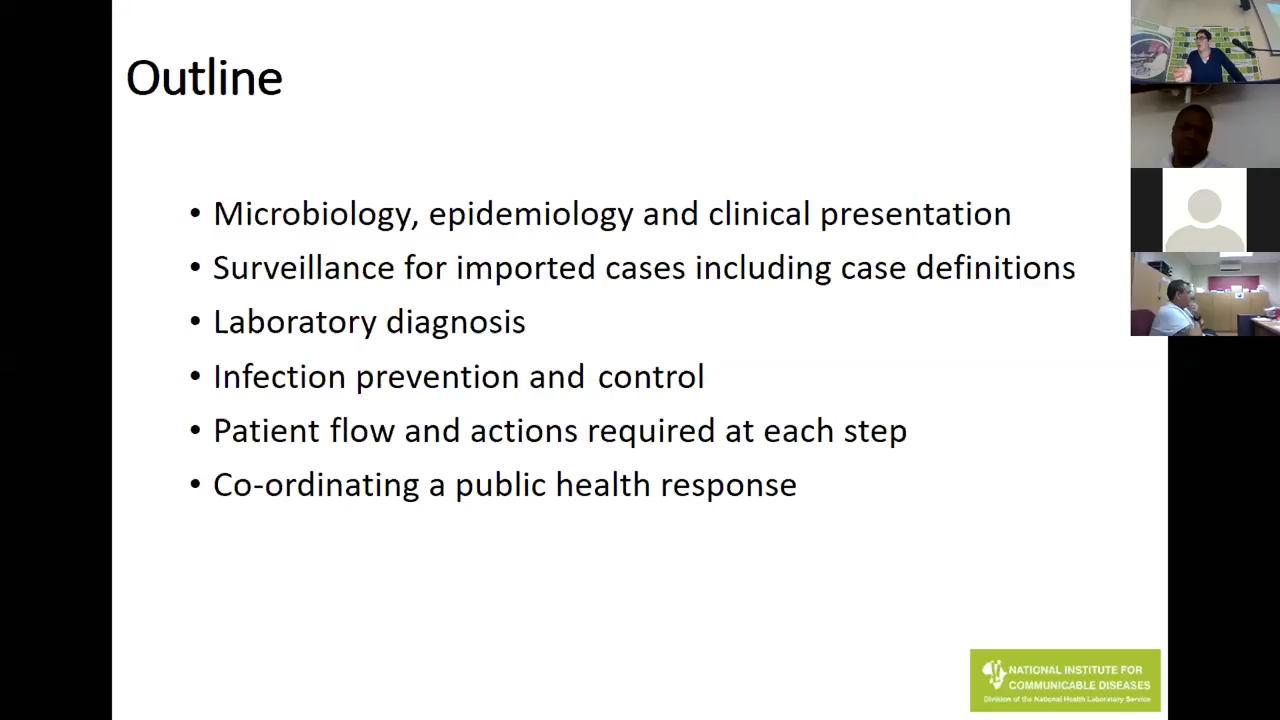 Outline
• Microbiology, epidemiology and clinical presentation
• Surveillance for imported cases including case definitions
• Laboratory diagnosis
• Infection prevention and control
• Patient flow and actions required at each step
• Co-ordinating a public health response
NATIONAL INSTITUTE FOR
COMMUNICABLE DISEASES
Division of the National Health Laboratory Service